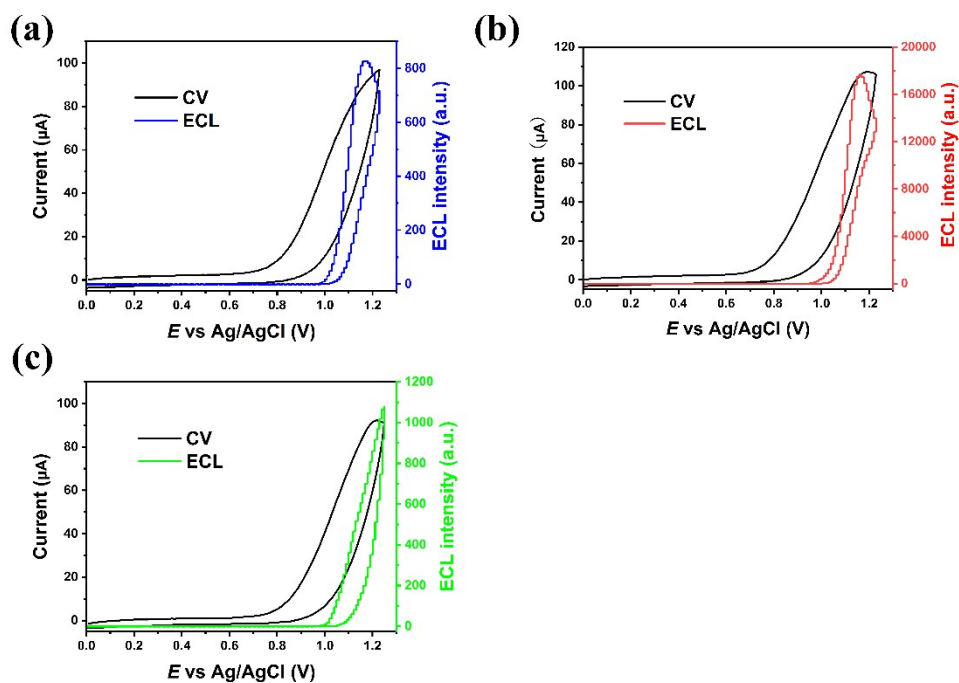 (a)
100
80
60
40
20
0
Current (µA)
CV
ECL
800
600
400
200
0
ECL intensity (a.u.)
0.0 0.2 0.4 0.6 0.8 1.0 1.2
E vs Ag/AgCl (V)
(b)
120
100
80
60
40
20
0
Current (µA)
CV
ECL
20000
16000
12000
8000
4000
0
ECL intensity (a.u.)
0.0 0.2 0.4 0.6 0.8 1.0 1.2
E vs Ag/AgCl (V)
(c)
100
80
60
40
20
0
Current (µA)
CV
ECL
1200
1000
800
600
400
200
0
ECL intensity (a.u.)
0.0 0.2 0.4 0.6 0.8 1.0 1.2
E vs Ag/AgCl (V)